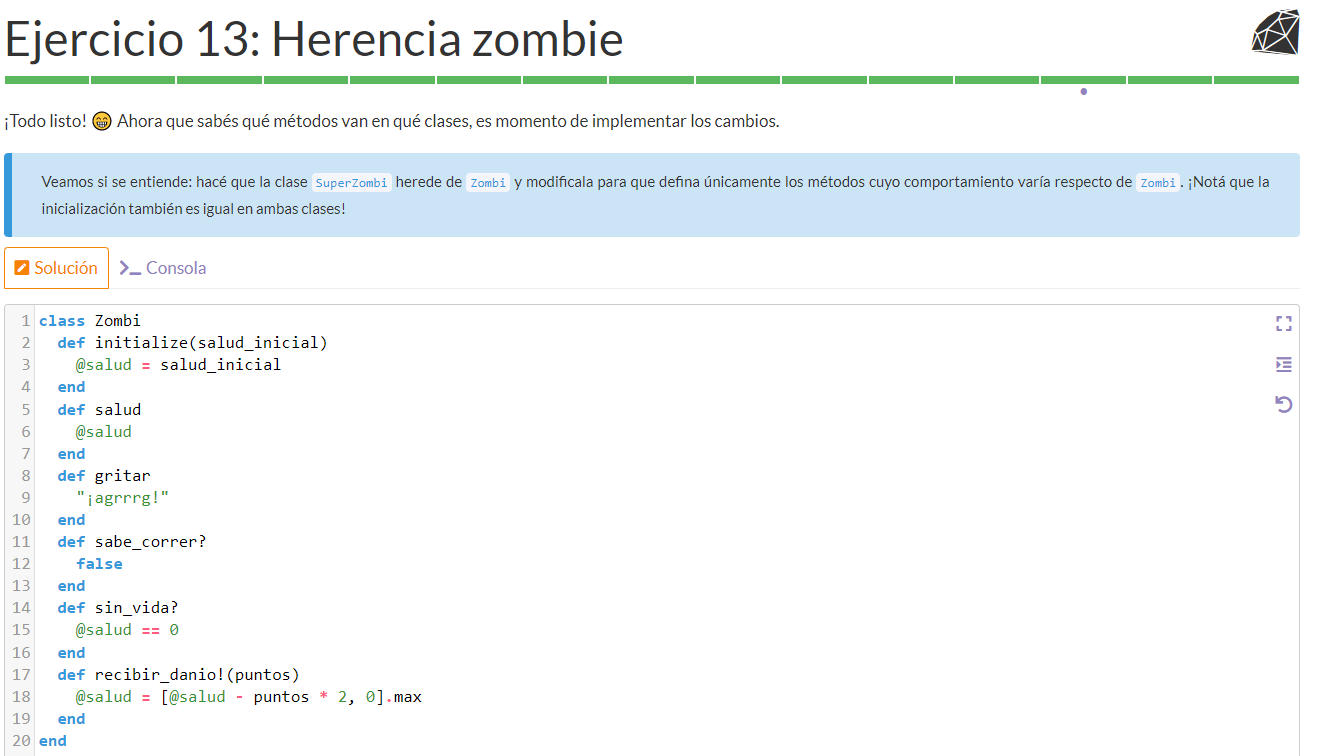 Ejercicio 13: Herencia zombie
¡Todo listo! 😁 Ahora que sabés qué métodos van en qué clases, es momento de implementar los cambios.
Veamos si se entiende: hacé que la clase SuperZombi herede de Zombi y modificala para que defina únicamente los métodos cuyo comportamiento varía respecto de Zombi. ¡Notá que la
inicialización también es igual en ambas clases!
Solución >_ Consola
1 class Zombi
2   def initialize(salud_inicial)
3     @salud = salud_inicial
4   end
5   def salud
6     @salud
7   end
8   def gritar
9     "¡agrrrg!"
10   end
11   def sabe_correr?
12     false
13   end
14   def sin_vida?
15     @salud == 0
16   end
17   def recibir_danio!(puntos)
18     @salud = [@salud - puntos * 2, 0].max
19   end
20 end